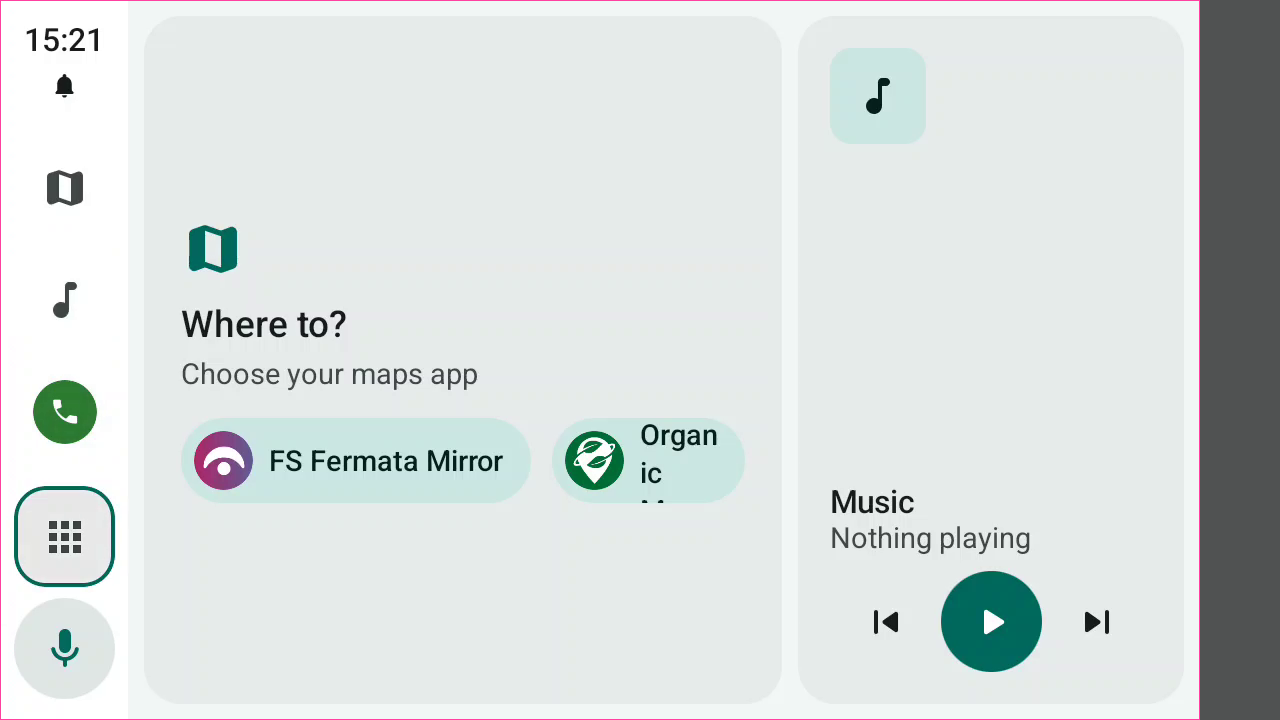 15:21
Where to?
Choose your maps app
FS Fermata Mirror
Organ
ic
Music
Nothing playing